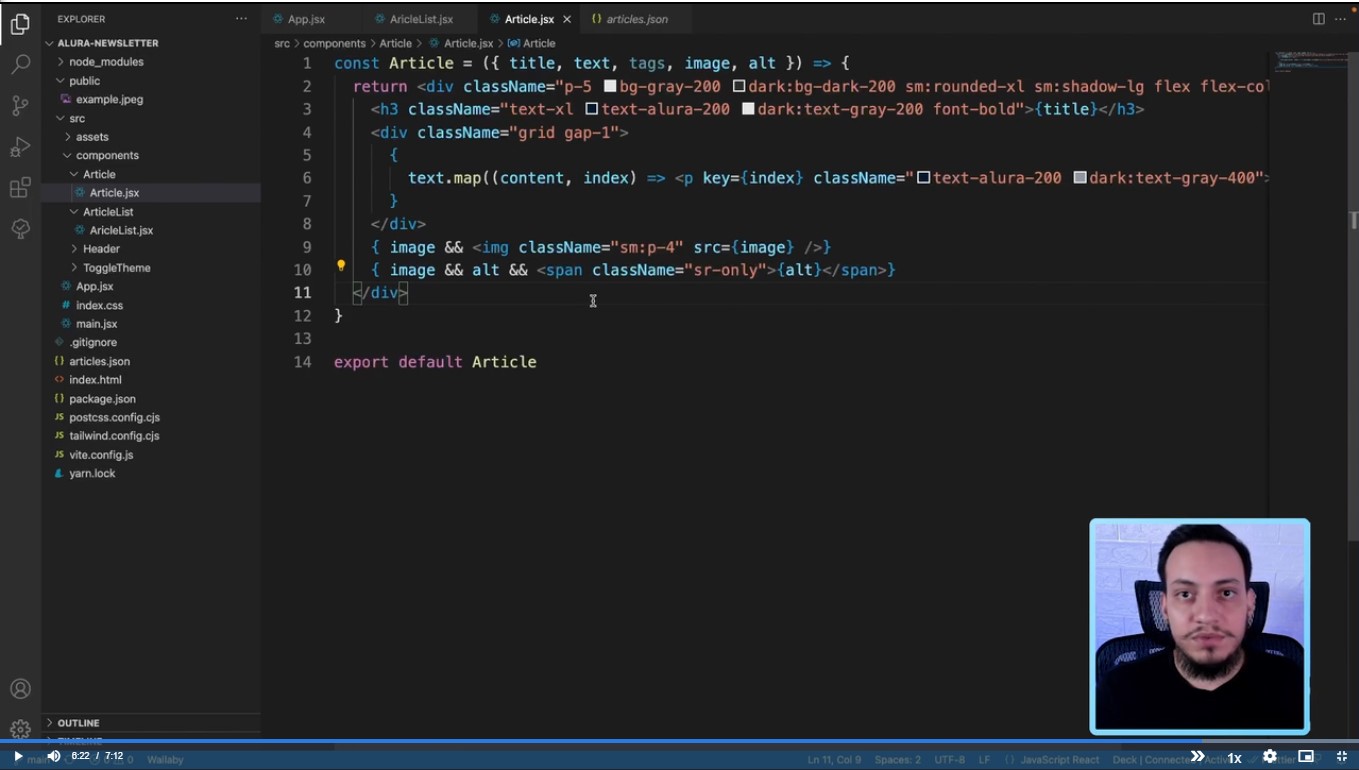 EXPLORER
ALURA-NEWSLETTER
node_modules
public
example.jpeg
src
assets
components
Article
Article.jsx
ArticleList
AricleList.jsx
Header
ToggleTheme
App.jsx
index.css
main.jsx
.gitignore
articles.json
index.html
package.json
postcss.config.cjs
tailwind.config.cjs
vite.config.js
yarn.lock
OUTLINE
TIMELINE
App.jsx AricleList.jsx Article.jsx articles.json
src > components > Article > Article.jsx > Article
1 const Article = ({ title, text, tags, image, alt }) => {
2 return <div className="p-5 bg-gray-200 dark:bg-dark-200 sm:rounded-xl sm:shadow-lg flex flex-col
3 <h3 className="text-xl text-alura-200 dark:text-gray-200 font-bold">{title}</h3>
4 <div className="grid gap-1">
5 {
6 text.map((content, index) => <p key={index} className="text-alura-200 dark:text-gray-400">
7 }
8 </div>
9 { image && <img className="sm:p-4" src={image} />}
10 { image && alt && <span className="sr-only">{alt}</span>}
11 </div>
12 }
13
14 export default Article
6:22 / 7:12
1x
main 0 0 Wallaby
Ln 11, Col 9 Spaces: 2 UTF-8 LF {} JavaScript React Deck | Connected